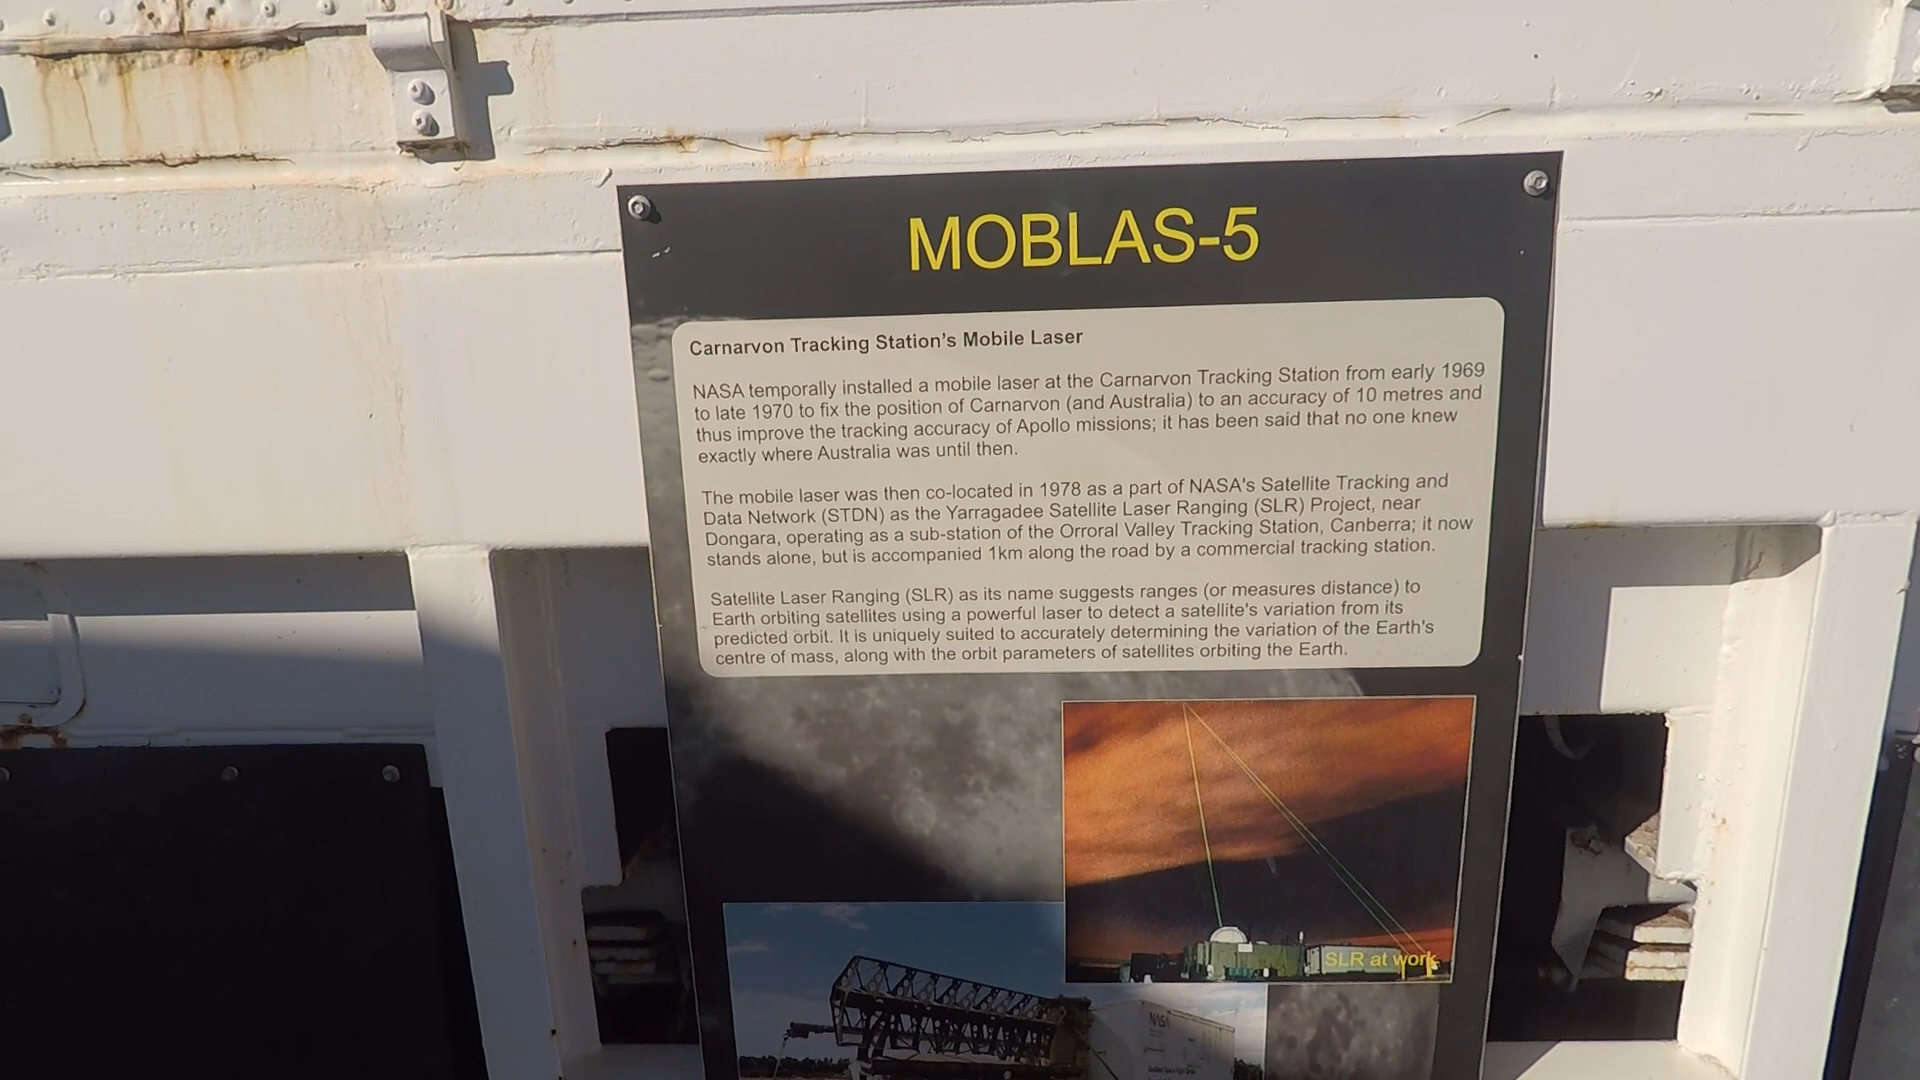 MOBLAS-5
Carnarvon Tracking Station's Mobile Laser
NASA temporally installed a mobile laser at the Carnarvon Tracking Station from early 1969
to late 1970 to fix the position of Carnarvon (and Australia) to an accuracy of 10 metres and
thus improve the tracking accuracy of Apollo missions; it has been said that no one knew
exactly where Australia was until then.
The mobile laser was then co-located in 1978 as a part of NASA's Satellite Tracking and
Data Network (STDN) as the Yarragadee Satellite Laser Ranging (SLR) Project, near
Dongara, operating as a sub-station of the Orroral Valley Tracking Station, Canberra; it now
stands alone, but is accompanied 1km along the road by a commercial tracking station.
Satellite Laser Ranging (SLR) as its name suggests ranges (or measures distance) to
Earth orbiting satellites using a powerful laser to detect a satellite's variation from its
predicted orbit. It is uniquely suited to accurately determining the variation of the Earth's
centre of mass, along with the orbit parameters of satellites orbiting the Earth.
SLR at work
NASA